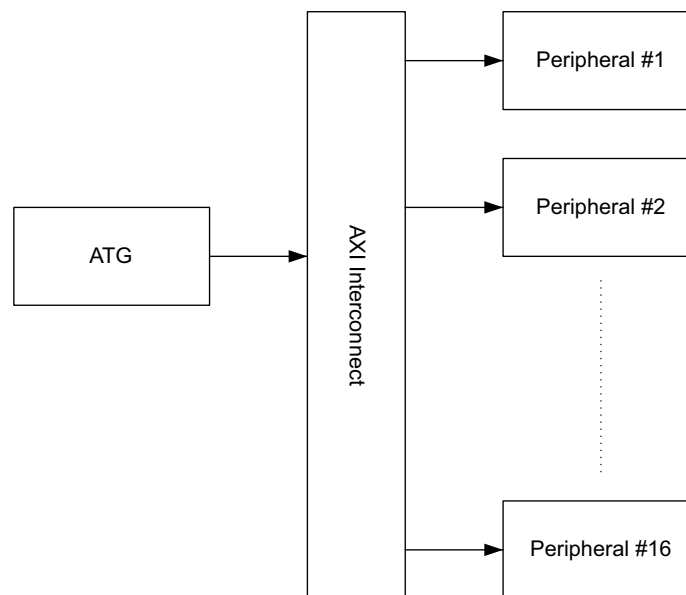 Peripheral #1
Peripheral #2
ATG
AXI Interconnect
Peripheral #16